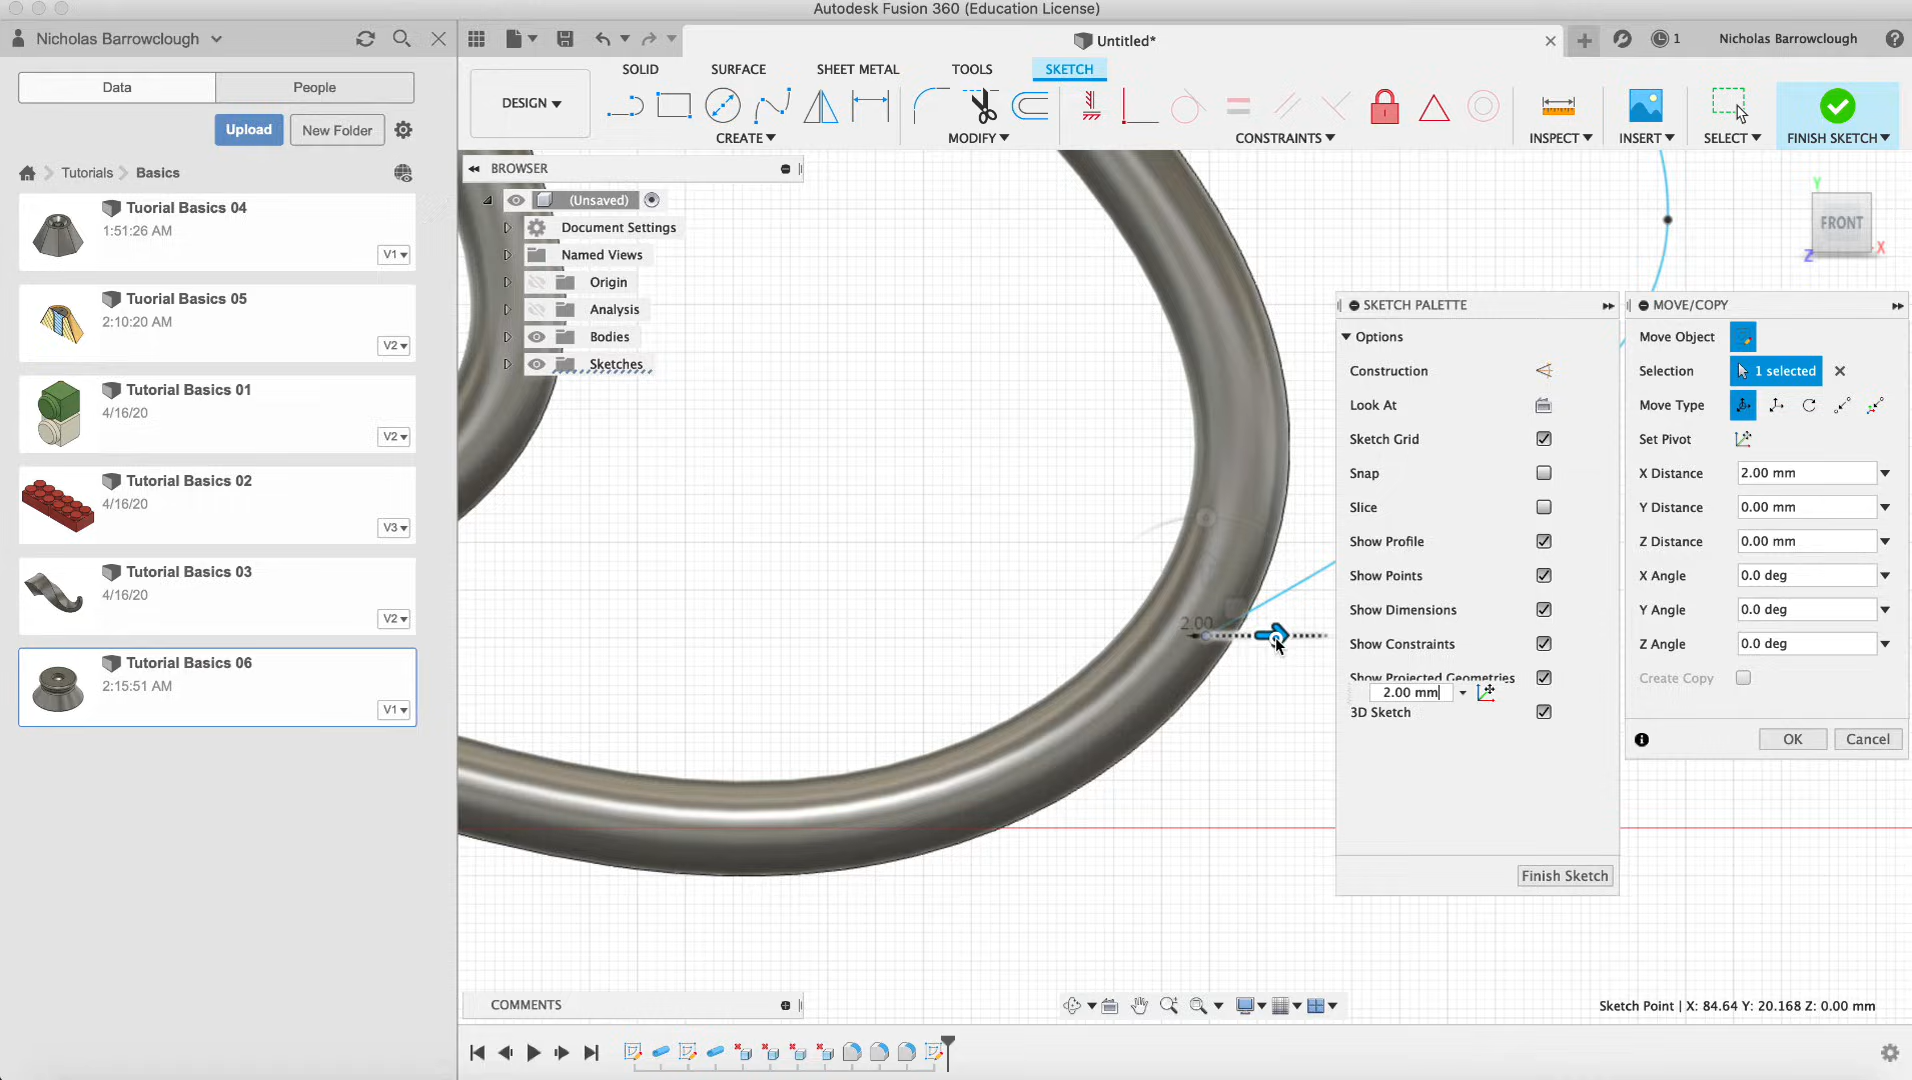 Autodesk Fusion 360 (Education License)
Nicholas Barrowclough
Untitled*
1
Nicholas Barrowclough
Data
People
Upload
New Folder
Tutorials
Basics
Tuorial Basics 04
1:51:26 AM
V1
Tuorial Basics 05
2:10:20 AM
V2
Tutorial Basics 01
4/16/20
V2
Tutorial Basics 02
4/16/20
V3
Tutorial Basics 03
4/16/20
V2
Tutorial Basics 06
2:15:51 AM
V1
DESIGN
SOLID
SURFACE
SHEET METAL
TOOLS
SKETCH
CREATE
MODIFY
CONSTRAINTS
INSPECT
INSERT
SELECT
FINISH SKETCH
BROWSER
(Unsaved)
Document Settings
Named Views
Origin
Analysis
Bodies
Sketches
Y
FRONT
X
Z
2.00
SKETCH PALETTE
Options
Construction
Look At
Sketch Grid
Snap
Slice
Show Profile
Show Points
Show Dimensions
Show Constraints
Show Projected Geometries
2.00 mm
3D Sketch
Finish Sketch
MOVE/COPY
Move Object
Selection
1 selected
Move Type
Set Pivot
X Distance
2.00 mm
Y Distance
0.00 mm
Z Distance
0.00 mm
X Angle
0.0 deg
Y Angle
0.0 deg
Z Angle
0.0 deg
Create Copy
OK
Cancel
COMMENTS
Sketch Point | X: 84.64 Y: 20.168 Z: 0.00 mm